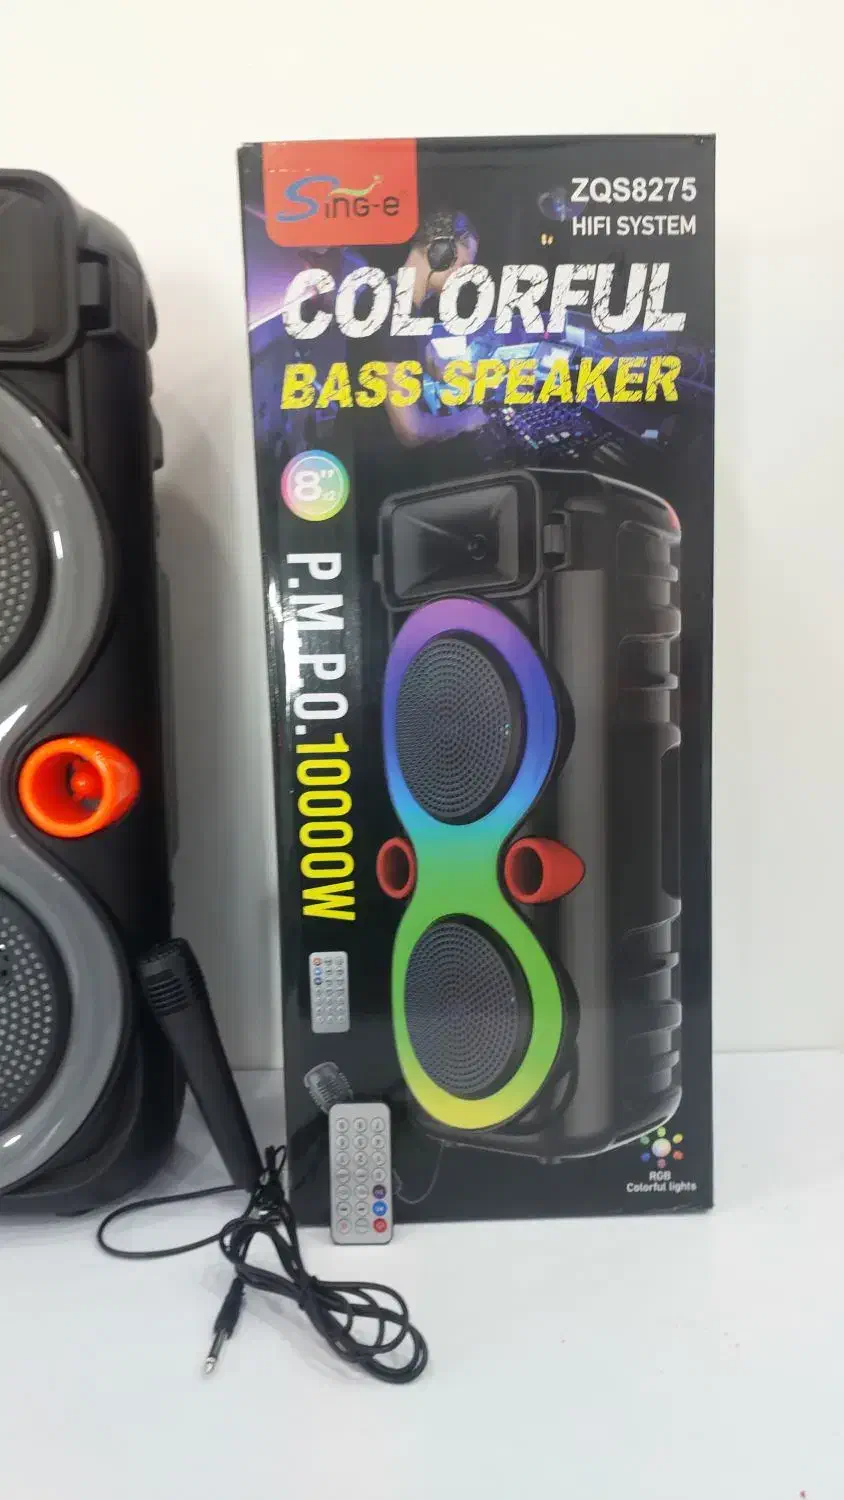 Sing-e
ZQS8275
HIFI SYSTEM
COLORFUL
BASS SPEAKER
8"x2
P.M.P.O.10000W
RGB
Colorful lights